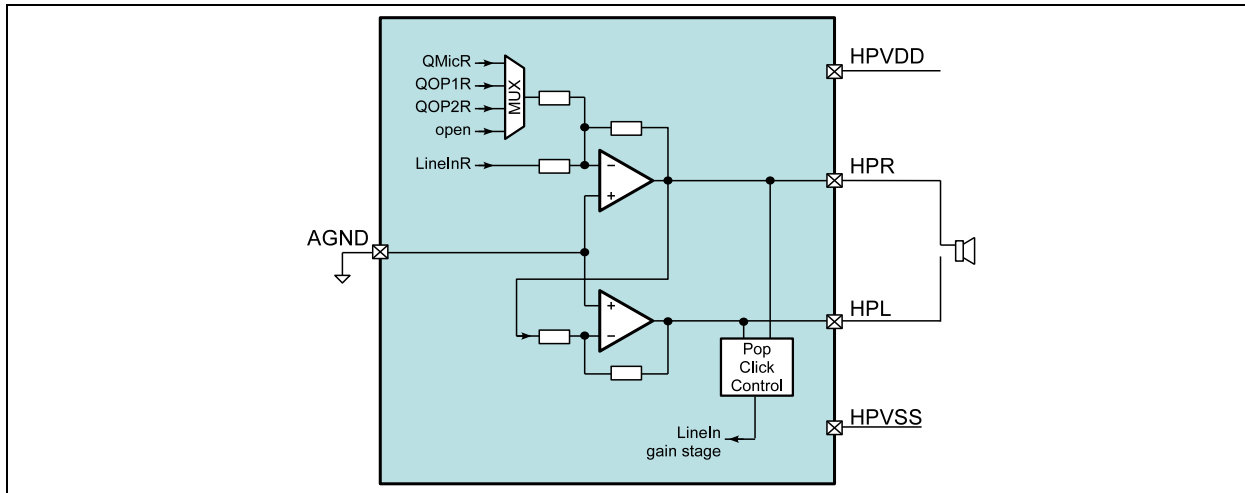 QMicR
QOP1R
QOP2R
open
MUX
LineInR
−
+
AGND
+
−
Pop
Click
Control
LineIn
gain stage
HPVDD
HPR
HPL
HPVSS